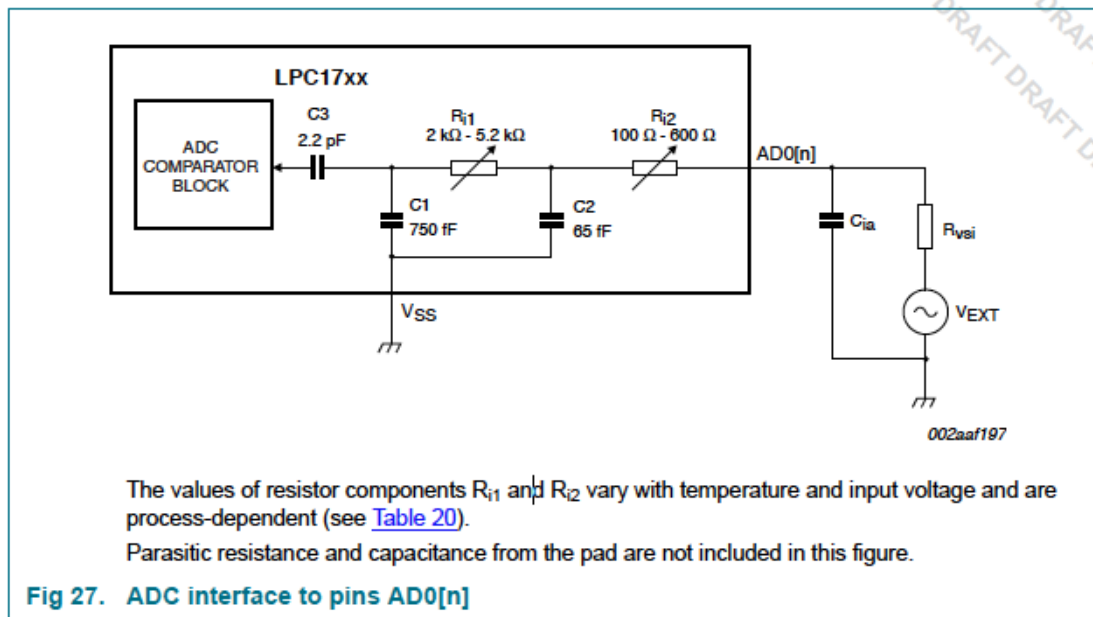 DRAFT DRAFT DRAFT D
DRAFT
LPC17xx
ADC
COMPARATOR
BLOCK
C3
2.2 pF
Ri1
2 kΩ - 5.2 kΩ
Ri2
100 Ω - 600 Ω
AD0[n]
C1
750 fF
C2
65 fF
Cia
Rvsi
VEXT
VSS
002aaf197
The values of resistor components Ri1 and Ri2 vary with temperature and input voltage and are
process-dependent (see Table 20).
Parasitic resistance and capacitance from the pad are not included in this figure.
Fig 27. ADC interface to pins AD0[n]